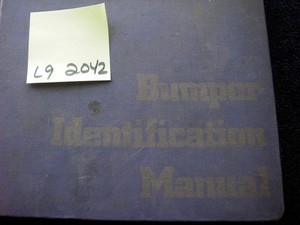 L9 2042
Bumper
Identification
Manual